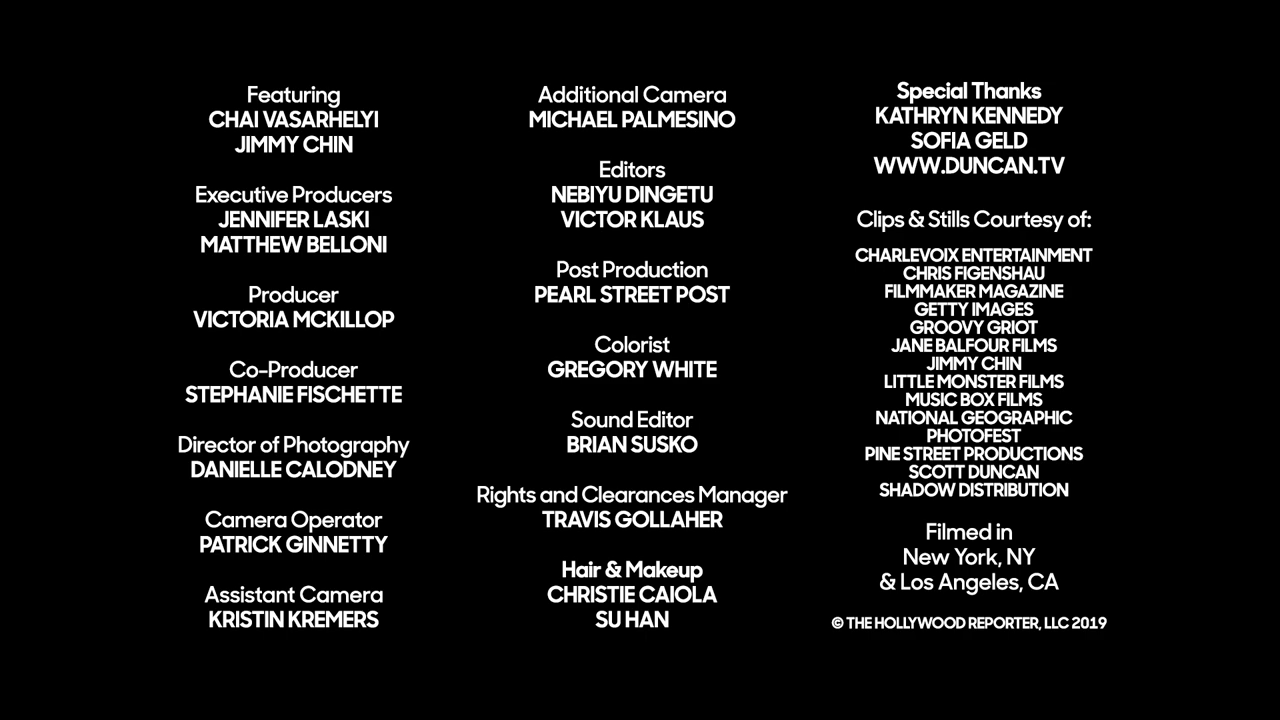 Featuring
CHAI VASARHELYI
JIMMY CHIN
Executive Producers
JENNIFER LASKI
MATTHEW BELLONI
Producer
VICTORIA MCKILLOP
Co-Producer
STEPHANIE FISCHETTE
Director of Photography
DANIELLE CALODNEY
Camera Operator
PATRICK GINNETTY
Assistant Camera
KRISTIN KREMERS
Additional Camera
MICHAEL PALMESINO
Editors
NEBIYU DINGETU
VICTOR KLAUS
Post Production
PEARL STREET POST
Colorist
GREGORY WHITE
Sound Editor
BRIAN SUSKO
Rights and Clearances Manager
TRAVIS GOLLAHER
Hair & Makeup
CHRISTIE CAIOLA
SU HAN
Special Thanks
KATHRYN KENNEDY
SOFIA GELD
WWW.DUNCAN.TV
Clips & Stills Courtesy of:
CHARLEVOIX ENTERTAINMENT
CHRIS FIGENSHAU
FILMMAKER MAGAZINE
GETTY IMAGES
GROOVY GRIOT
JANE BALFOUR FILMS
JIMMY CHIN
LITTLE MONSTER FILMS
MUSIC BOX FILMS
NATIONAL GEOGRAPHIC
PHOTOFEST
PINE STREET PRODUCTIONS
SCOTT DUNCAN
SHADOW DISTRIBUTION
Filmed in
New York, NY
& Los Angeles, CA
© THE HOLLYWOOD REPORTER, LLC 2019